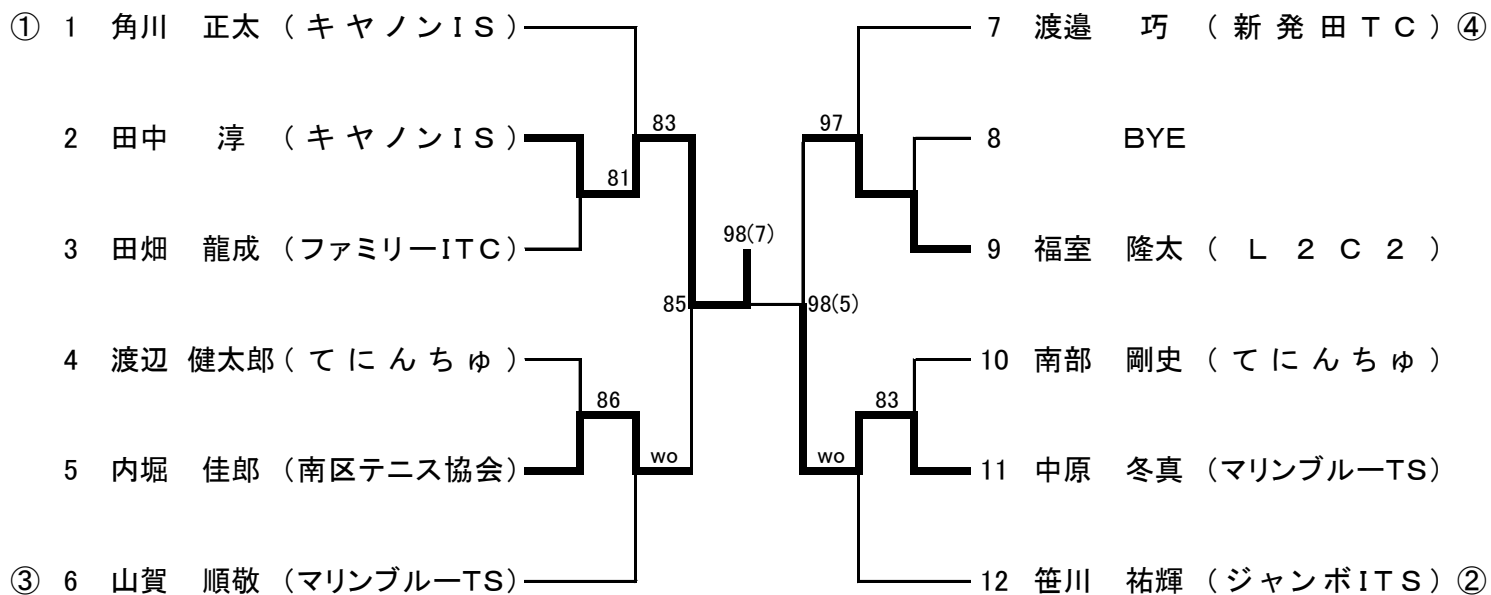 ① 1 角川 正太 (キヤノンIS)
7 渡邉 巧 (新発田TC) ④
83
97
2 田中 淳 (キヤノンIS)
8 BYE
81
98(7)
3 田畑 龍成 (ファミリーITC)
9 福室 隆太 (L2C2)
85
98(5)
4 渡辺 健太郎 (てにんちゅ)
10 南部 剛史 (てにんちゅ)
86
83
wo
wo
5 内堀 佳郎 (南区テニス協会)
11 中原 冬真 (マリンブルーTS)
③ 6 山賀 順敬 (マリンブルーTS)
12 笹川 祐輝 (ジャンボITS) ②